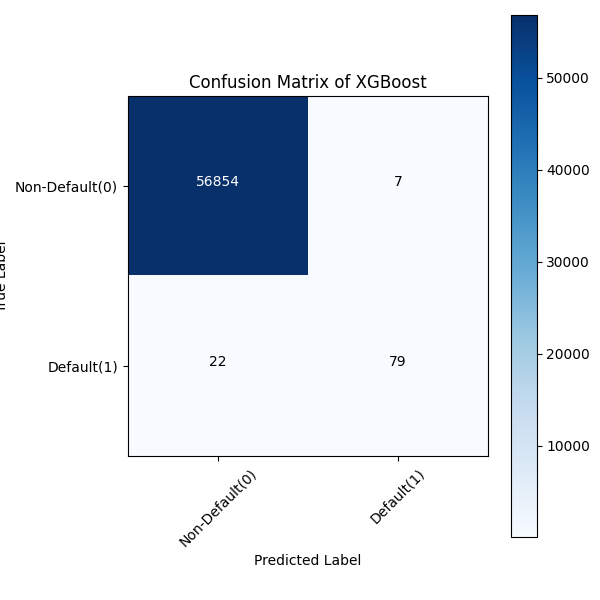 Confusion Matrix of XGBoost
50000
40000
30000
20000
10000
Non-Default(0)
Default(1)
56854
7
22
79
Non-Default(0)
Default(1)
Predicted Label
Label